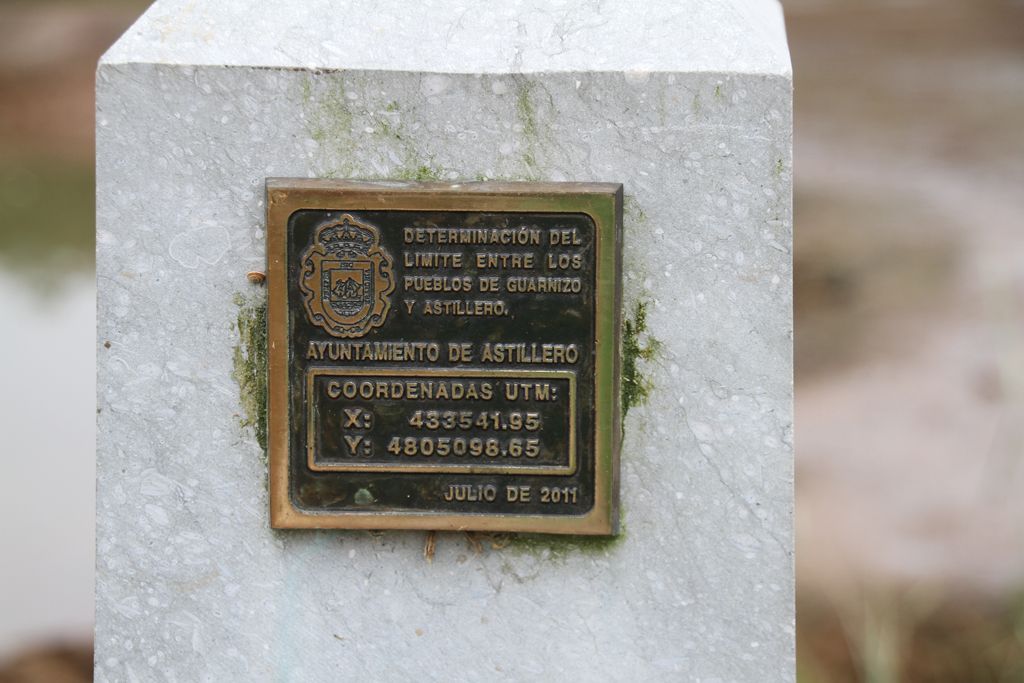 DETERMINACIÓN DEL
LIMITE ENTRE LOS
PUEBLOS DE GUARNIZO
Y ASTILLERO.
AYUNTAMIENTO DE ASTILLERO
COORDENADAS UTM:
X: 433541.95
Y: 4805098.65
JULIO DE 2011